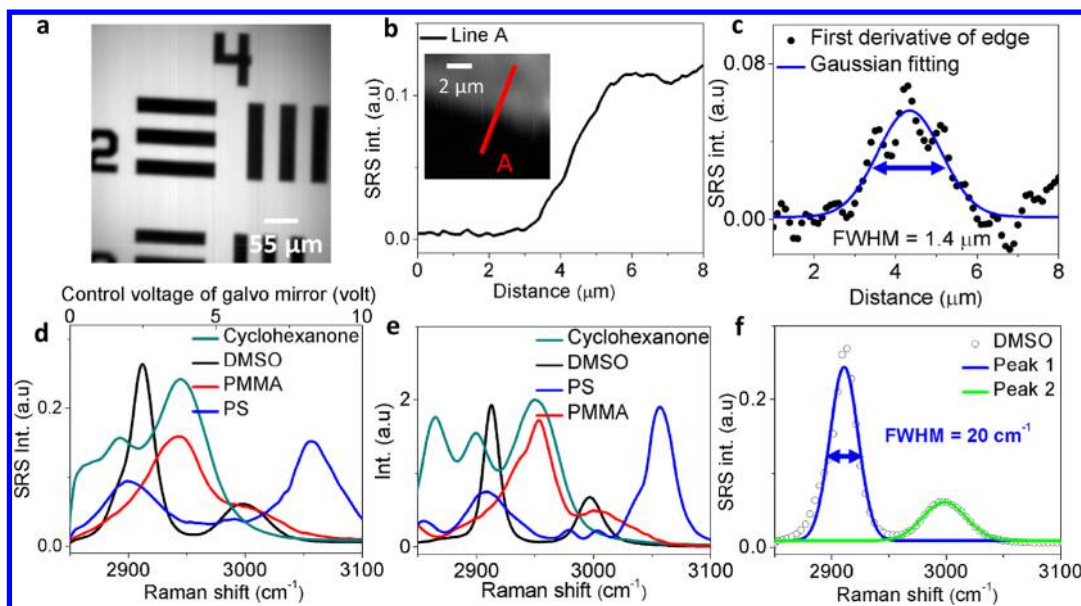 a
4
2
55 μm
b
Line A
2 μm
A
SRS int. (a.u)
0.1
0.0
0 2 4 6 8
Distance (μm)
c
First derivative of edge
Gaussian fitting
SRS int. (a.u)
0.08
0.00
FWHM = 1.4 μm
2 4 6 8
Distance (μm)
Control voltage of galvo mirror (volt)
0 5 10
d
Cyclohexanone
DMSO
PMMA
PS
SRS Int. (a.u)
0.2
0.0
2900 3000 3100
Raman shift (cm-1)
e
Cyclohexanone
DMSO
PS
PMMA
Int. (a.u)
2
0
2900 3000 3100
Raman shift (cm-1)
f
DMSO
Peak 1
Peak 2
FWHM = 20 cm-1
SRS int. (a.u)
0.2
0.0
2900 3000 3100
Raman shift (cm-1)